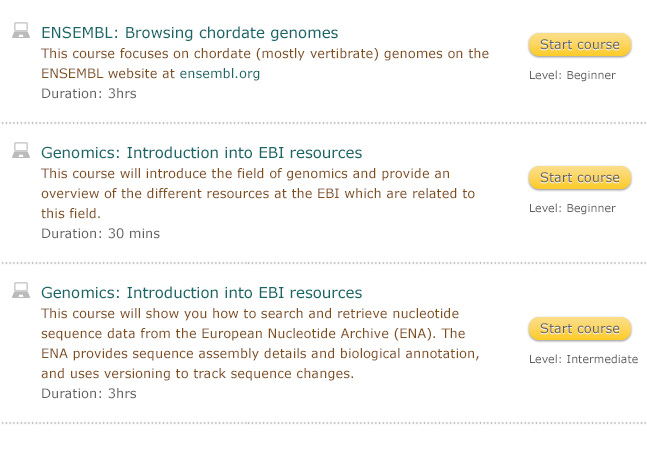 ENSEMBL: Browsing chordate genomes
This course focuses on chordate (mostly vertibrate) genomes on the
ENSEMBL website at ensembl.org
Duration: 3hrs
Start course
Level: Beginner
Genomics: Introduction into EBI resources
This course will introduce the field of genomics and provide an
overview of the different resources at the EBI which are related to
this field.
Duration: 30 mins
Start course
Level: Beginner
Genomics: Introduction into EBI resources
This course will show you how to search and retrieve nucleotide
sequence data from the European Nucleotide Archive (ENA). The
ENA provides sequence assembly details and biological annotation,
and uses versioning to track sequence changes.
Duration: 3hrs
Start course
Level: Intermediate